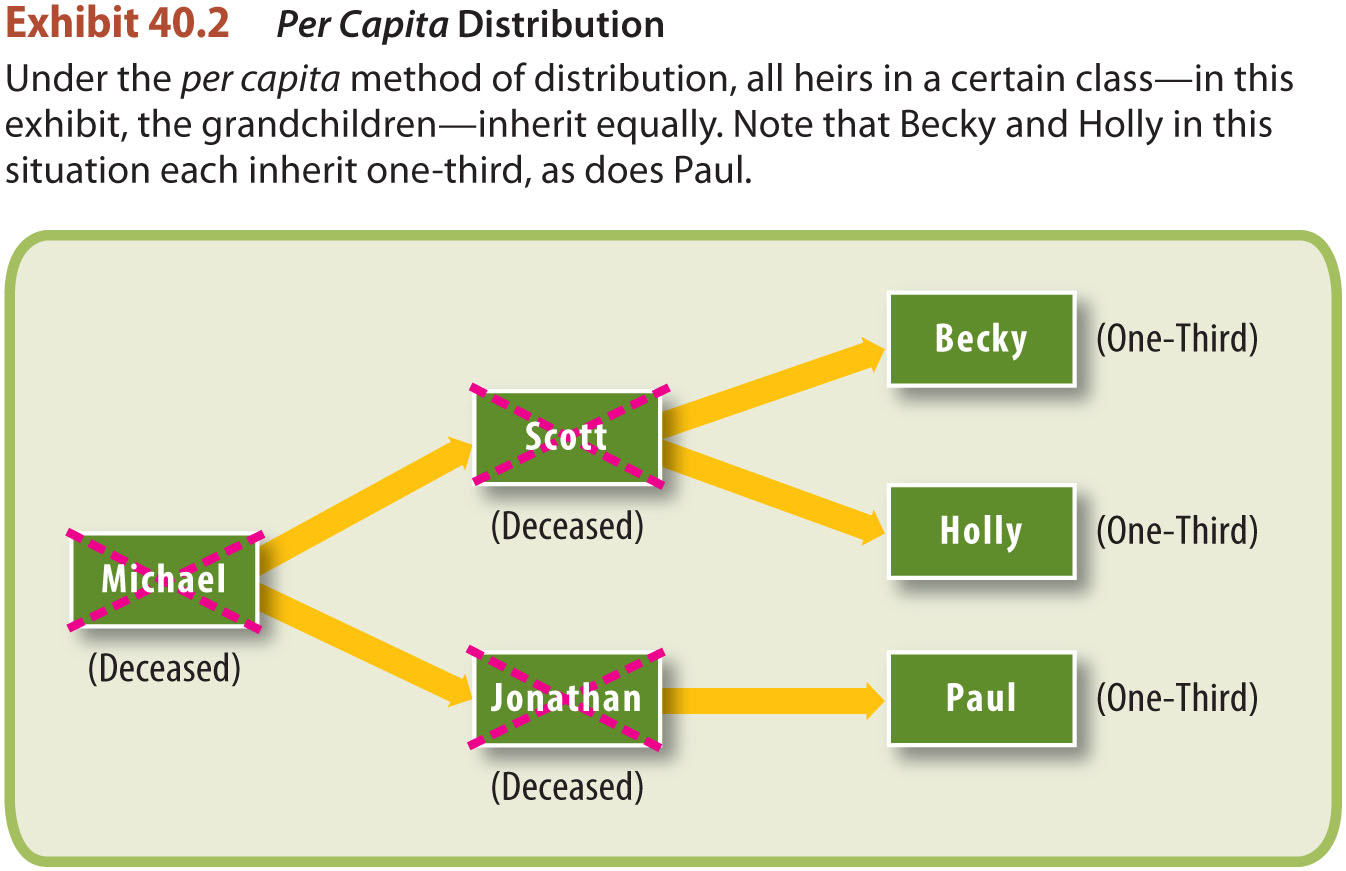 Exhibit 40.2 Per Capita Distribution
Under the per capita method of distribution, all heirs in a certain class—in this
exhibit, the grandchildren—inherit equally. Note that Becky and Holly in this
situation each inherit one-third, as does Paul.
Becky (One-Third)
Scott
(Deceased)
Holly (One-Third)
Michael
(Deceased)
Jonathan
(Deceased)
Paul (One-Third)